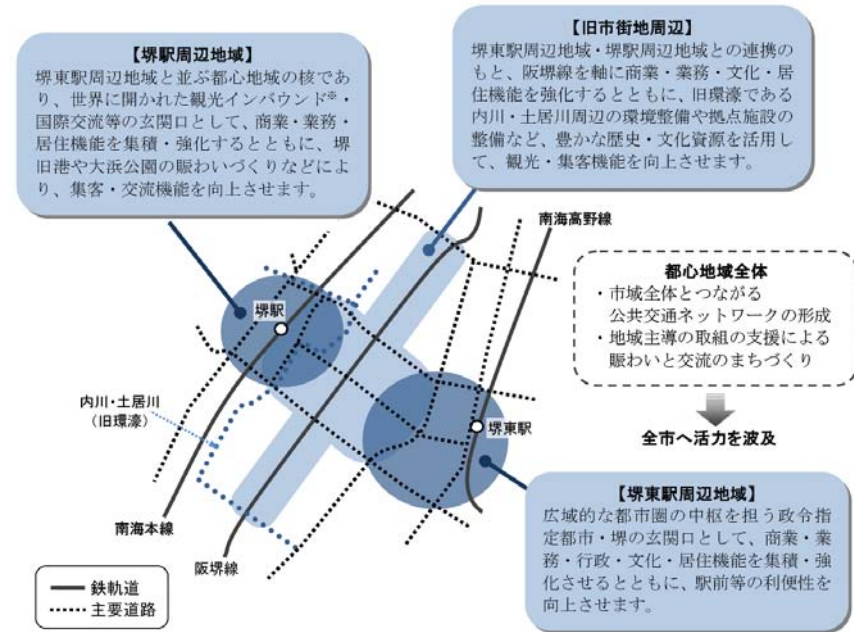 【堺駅周辺地域】
堺東駅周辺地域と並ぶ都心地域の核であ
り、世界に開かれた観光インバウンド※・
国際交流等の玄関口として、商業・業務・
居住機能を集積・強化するとともに、堺
旧港や大浜公園の賑わいづくりなどによ
り、集客・交流機能を向上させます。
【旧市街地周辺】
堺東駅周辺地域・堺駅周辺地域との連携の
もと、阪堺線を軸に商業・業務・文化・居
住機能を強化するとともに、旧環濠である
内川・土居川周辺の環境整備や拠点施設の
整備など、豊かな歴史・文化資源を活用し
て、観光・集客機能を向上させます。
南海高野線
都心地域全体
・市域全体とつながる
公共交通ネットワークの形成
・地域主導の取組の支援による
賑わいと交流のまちづくり
全市へ活力を波及
堺駅
内川・土居川
（旧環濠）
堺東駅
南海本線
阪堺線
【堺東駅周辺地域】
広域的な都市圏の中枢を担う政令指
定都市・堺の玄関口として、商業・業
務・行政・文化・居住機能を集積・強
化させるとともに、駅前等の利便性を
向上させます。
鉄軌道
主要道路